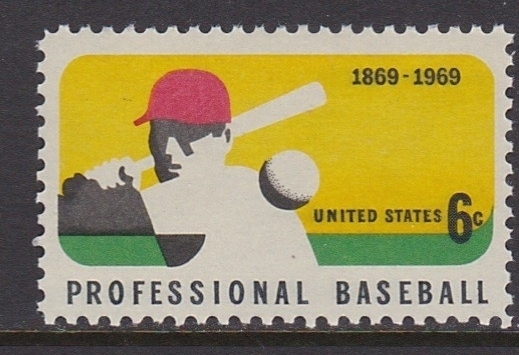 1869-1969
UNITED STATES 6c
PROFESSIONAL BASEBALL